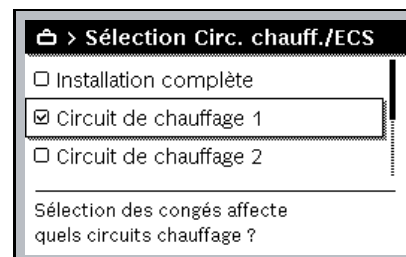 > Sélection Circ. chauff./ECS
Installation complète
Circuit de chauffage 1
Circuit de chauffage 2
Sélection des congés affecte
quels circuits chauffage ?